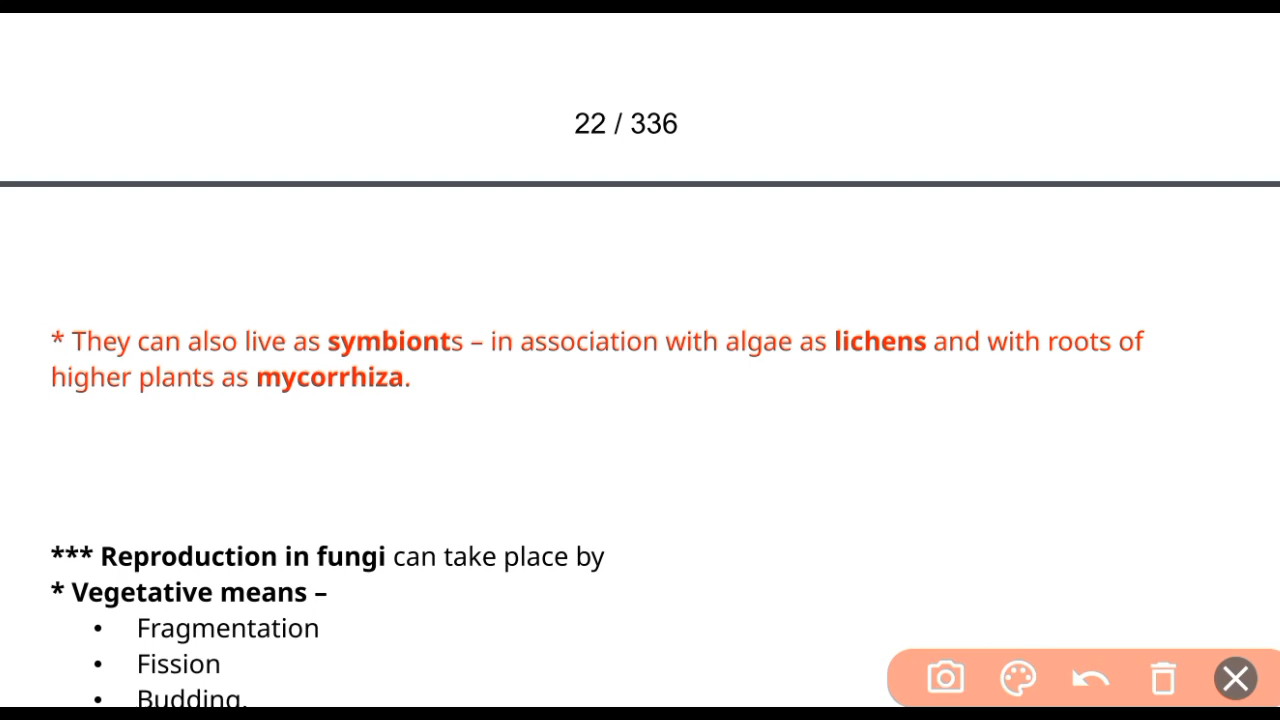 22 / 336
* They can also live as symbionts – in association with algae as lichens and with roots of
higher plants as mycorrhiza.
*** Reproduction in fungi can take place by
* Vegetative means –
• Fragmentation
• Fission
• Budding.